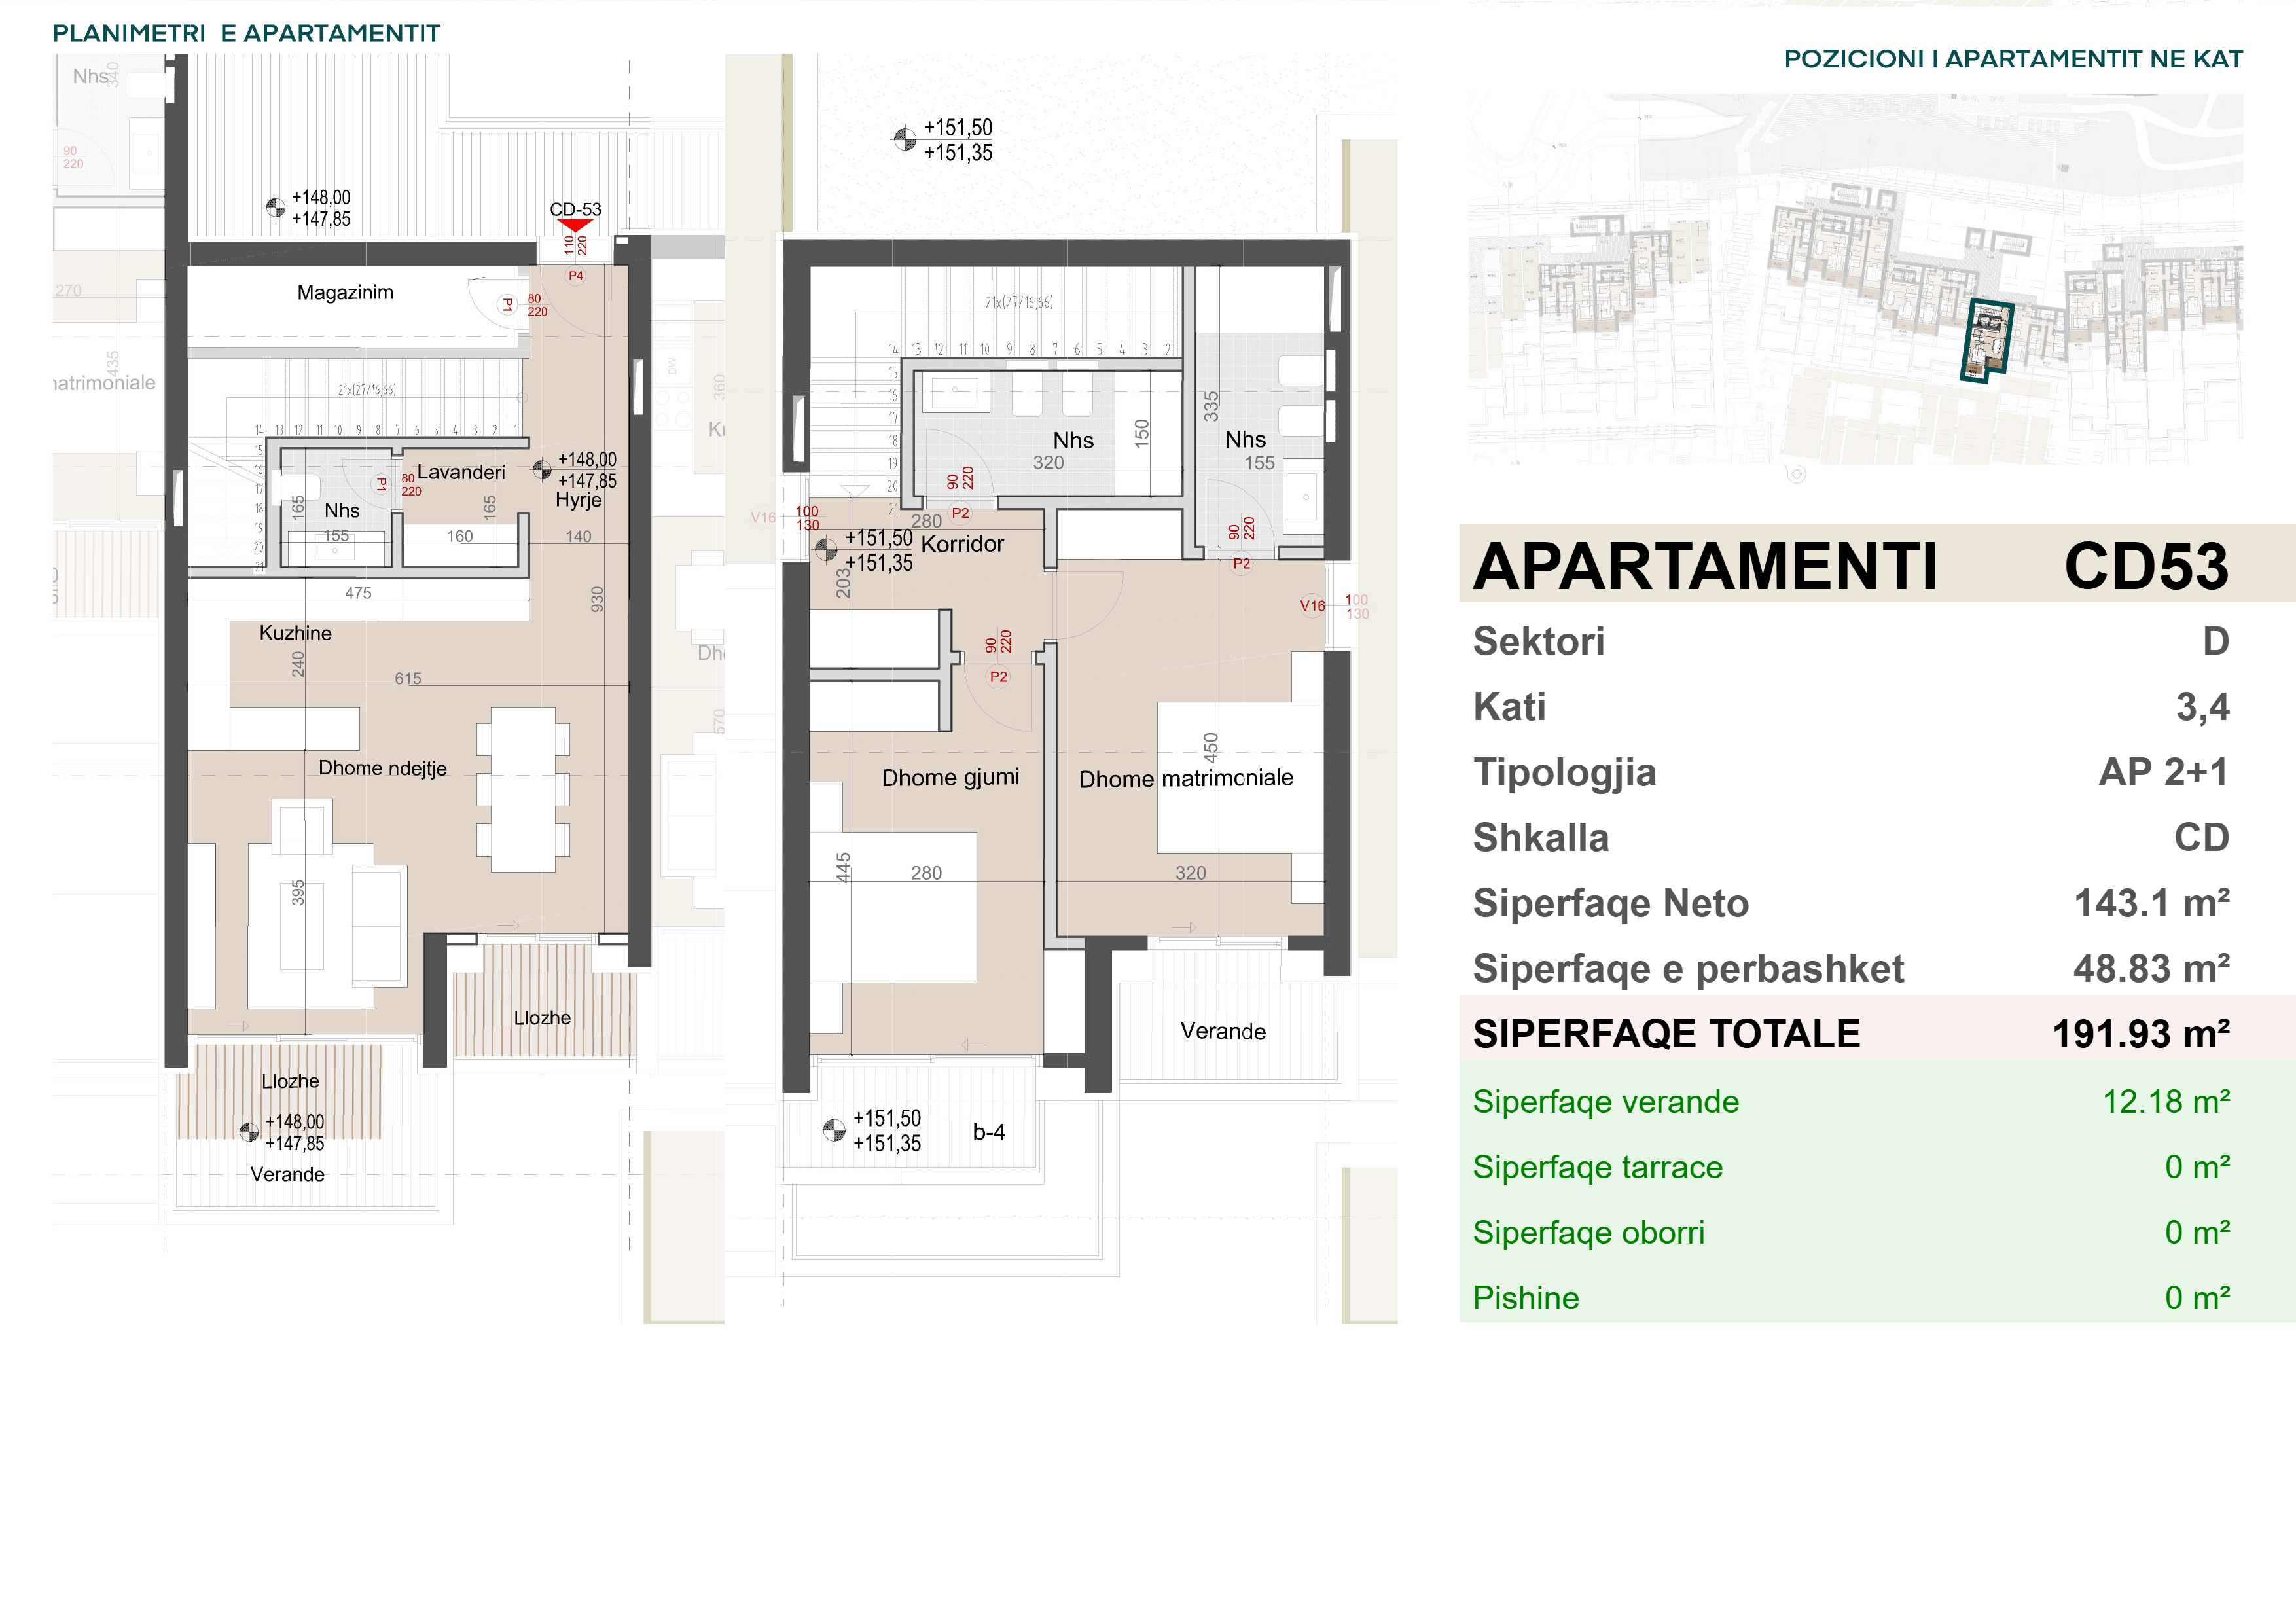 PLANIMETRI E APARTAMENTIT
POZICIONI I APARTAMENTIT NE KAT
Nhs
340
90
220
270
435
matrimoniale
+148,00
+147,85
CD-53
110
220
P4
Magazinim
P1
80
220
21x(27/16,66)
14 13 12 11 10 9 8 7 6 5 4 3 2 1
15
16
17
18
19
20
21
Lavanderi
P1
80
220
Nhs
165
155
165
160
+148,00
+147,85
Hyrje
140
475
930
Kuzhine
240
615
Dhome ndejtje
395
Llozhe
Llozhe
+148,00
+147,85
Verande
DW
360
570
+151,50
+151,35
21x(27/16,66)
14 13 12 11 10 9 8 7 6 5 4 3 2
15
16
17
18
19
20
21
Nhs
320
150
90
220
P2
335
Nhs
155
90
220
P2
V16
100
130
280
+151,50
+151,35
Korridor
203
90
220
P2
V16
100
130
Dhome gjumi
445
280
Dhome matrimoniale
450
320
Verande
+151,50
+151,35
b-4
APARTAMENTI CD53
Sektori D
Kati 3,4
Tipologjia AP 2+1
Shkalla CD
Siperfaqe Neto 143.1 m²
Siperfaqe e perbashket 48.83 m²
SIPERFAQE TOTALE 191.93 m²
Siperfaqe verande 12.18 m²
Siperfaqe tarrace 0 m²
Siperfaqe oborri 0 m²
Pishine 0 m²